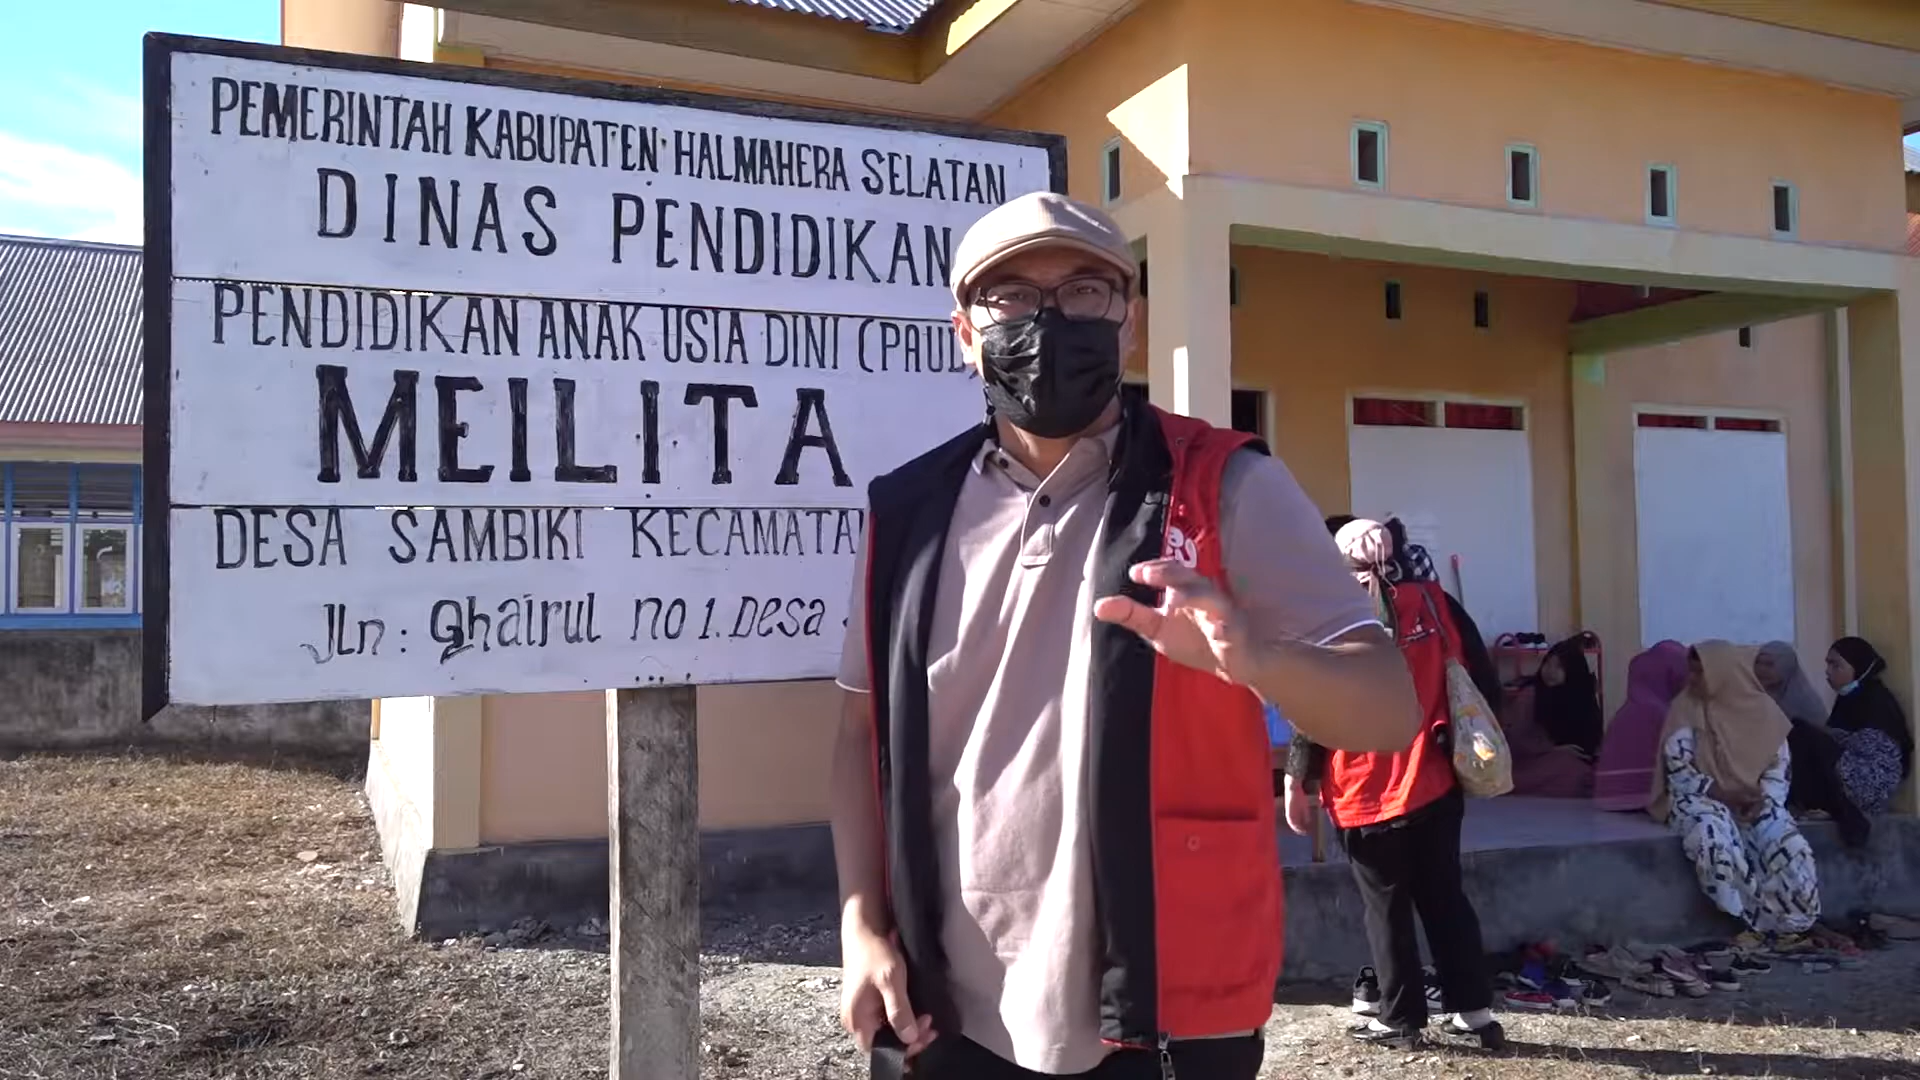 PEMERINTAH KABUPATEN HALMAHERA SELATAN
DINAS PENDIDIKAN
PENDIDIKAN ANAK USIA DINI (PAUD)
MEILITA
DESA SAMBIKI KECAMATAN
Jln : Ghairul no 1. Desa